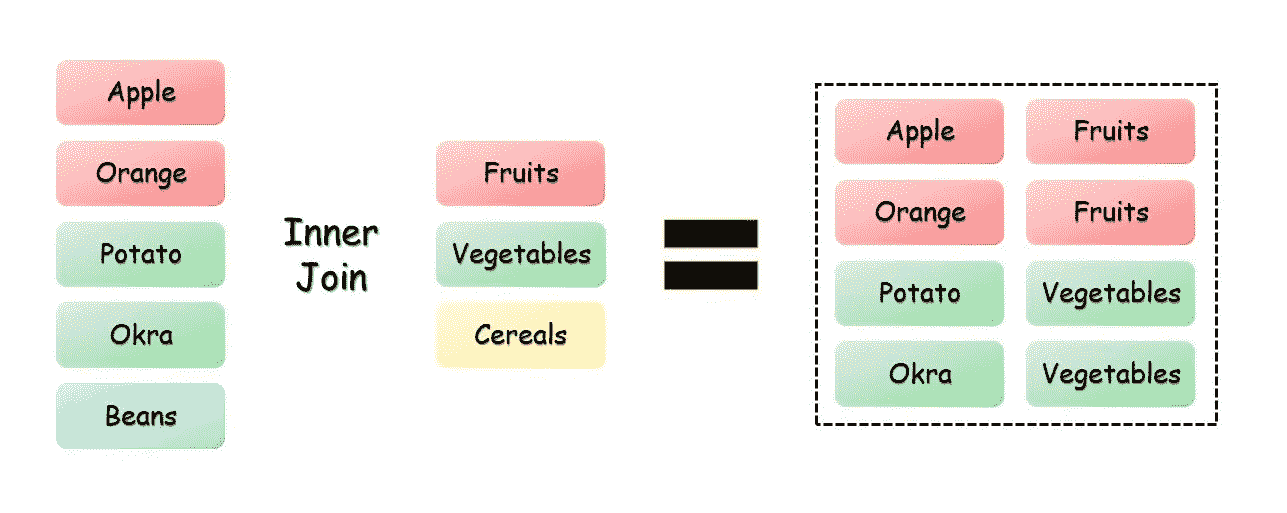 Apple
Orange
Potato
Okra
Beans
Inner
Join
Fruits
Vegetables
Cereals
Apple Fruits
Orange Fruits
Potato Vegetables
Okra Vegetables